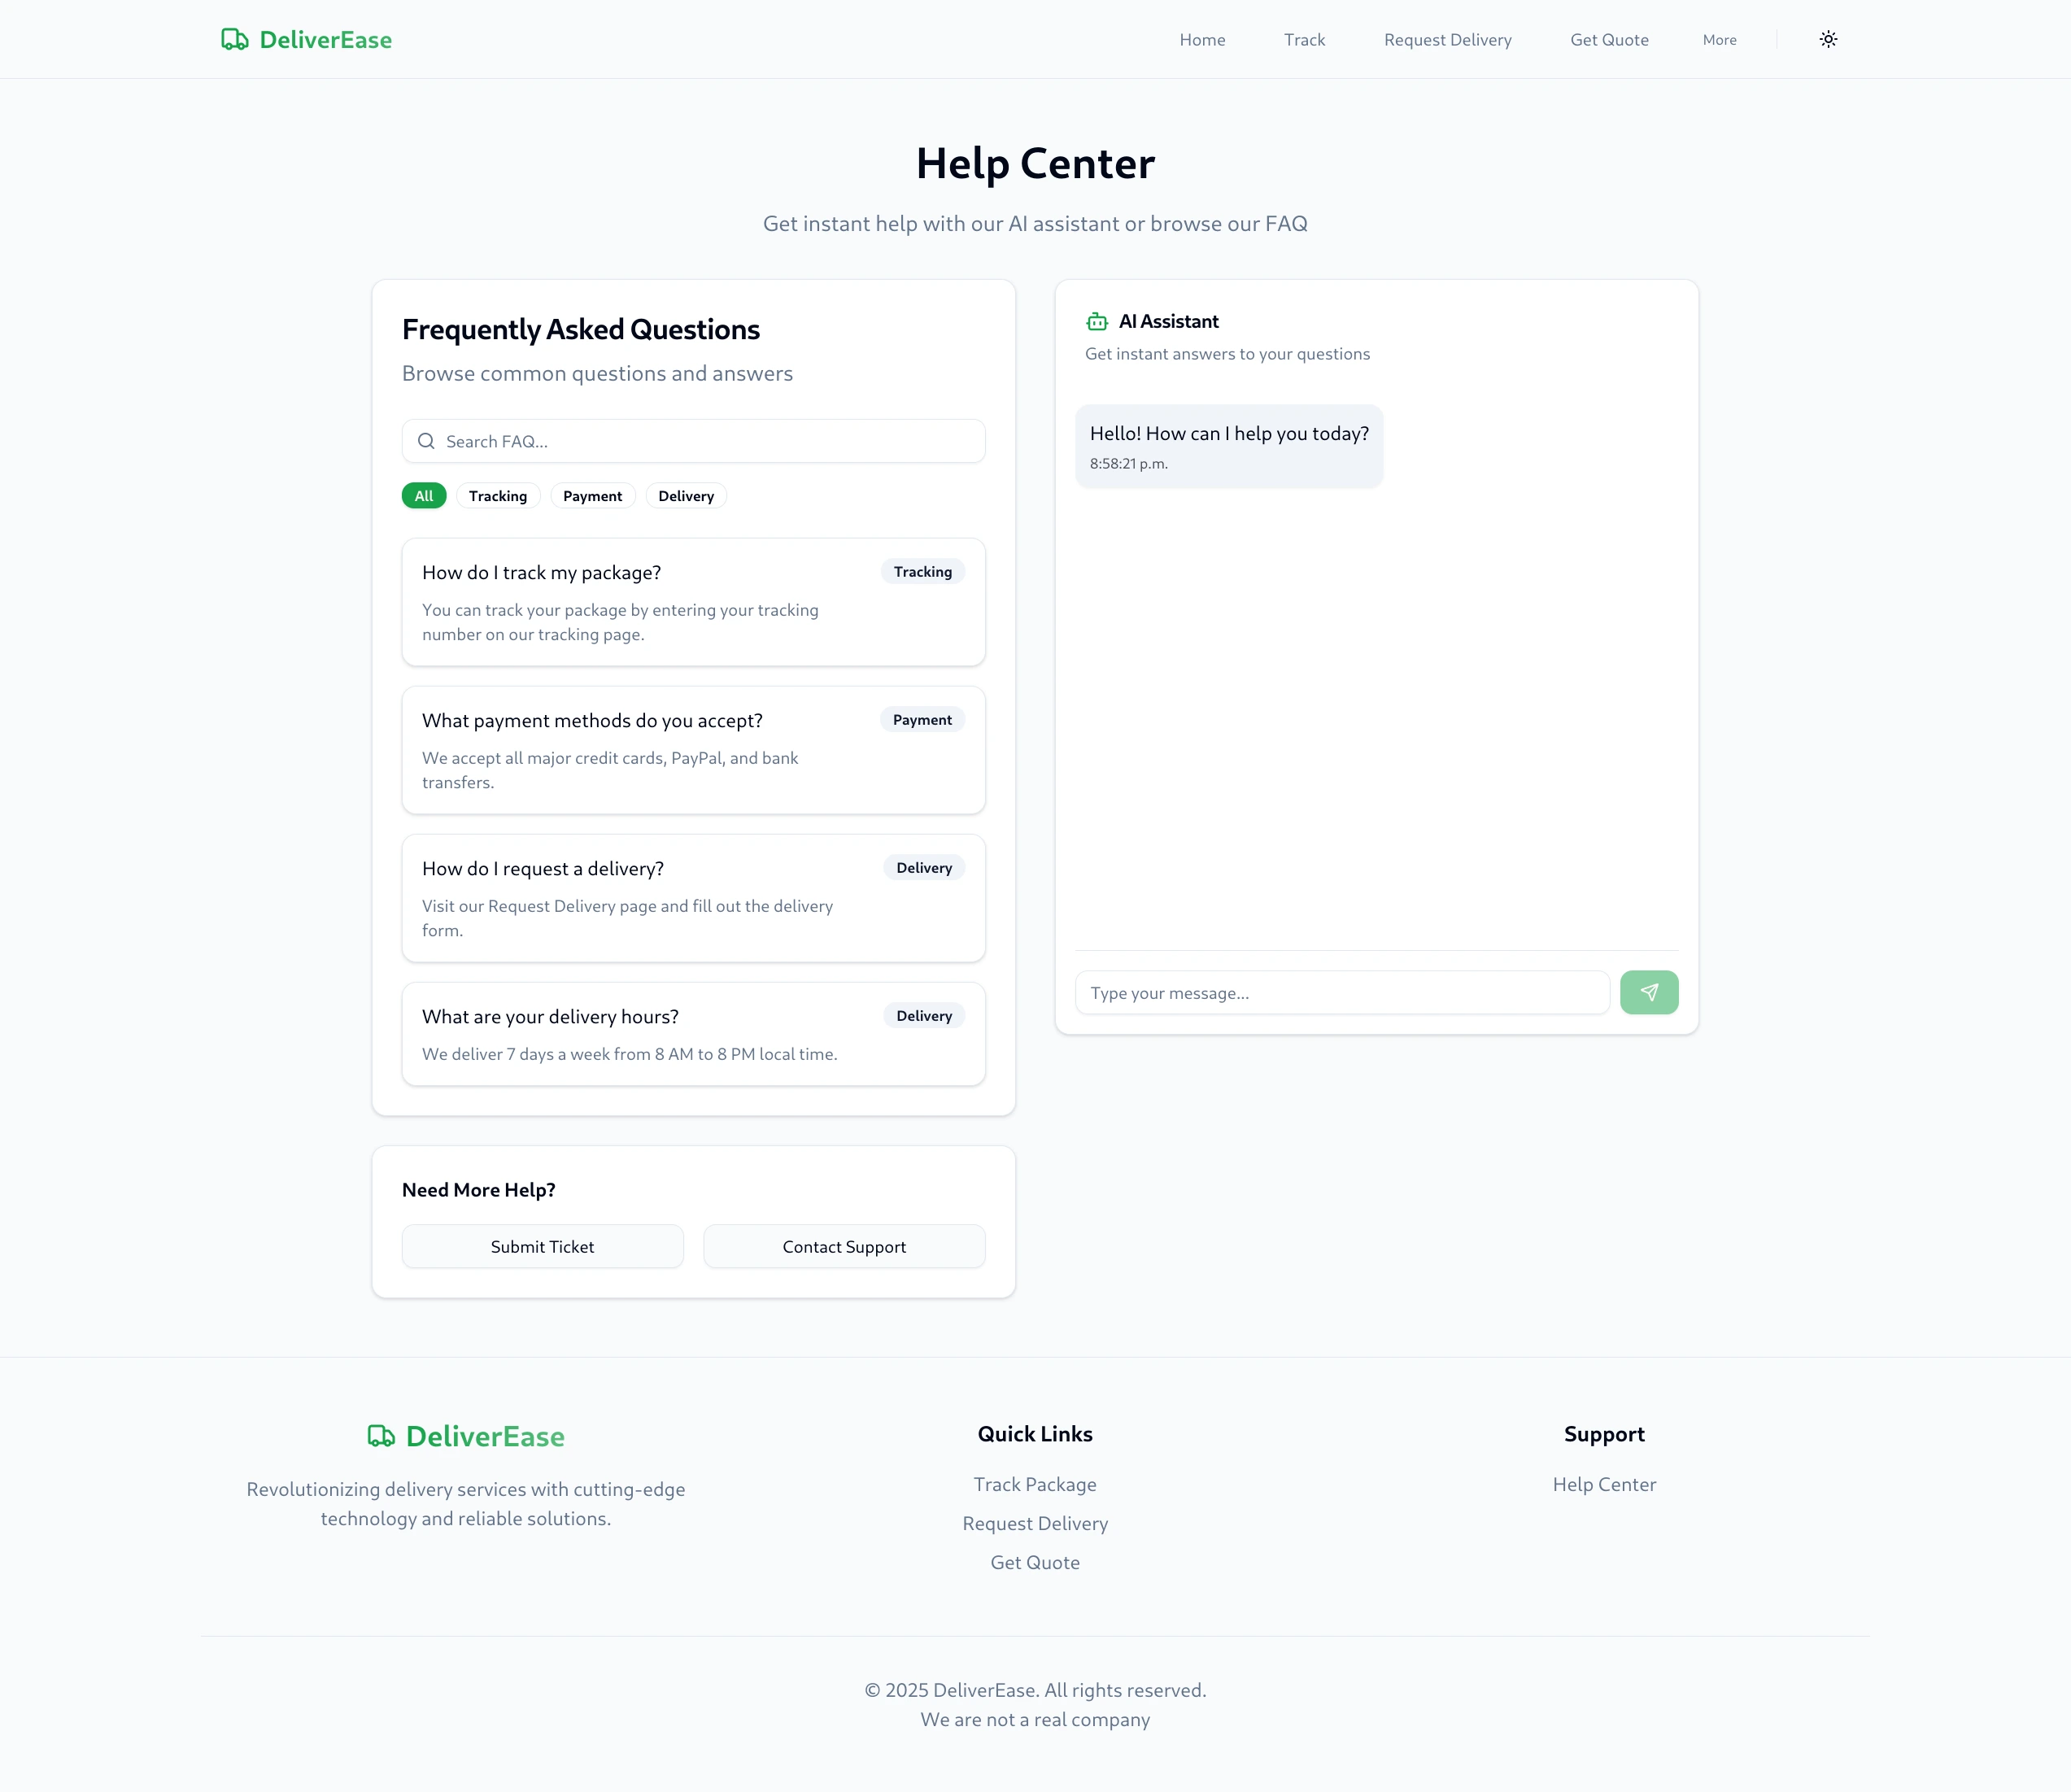 DeliverEase
Home
Track
Request Delivery
Get Quote
More
Help Center
Get instant help with our AI assistant or browse our FAQ
Frequently Asked Questions
Browse common questions and answers
Search FAQ...
All
Tracking
Payment
Delivery
How do I track my package?
Tracking
You can track your package by entering your tracking
number on our tracking page.
What payment methods do you accept?
Payment
We accept all major credit cards, PayPal, and bank
transfers.
How do I request a delivery?
Delivery
Visit our Request Delivery page and fill out the delivery
form.
What are your delivery hours?
Delivery
We deliver 7 days a week from 8 AM to 8 PM local time.
Need More Help?
Submit Ticket
Contact Support
AI Assistant
Get instant answers to your questions
Hello! How can I help you today?
8:58:21 p.m.
Type your message...
DeliverEase
Revolutionizing delivery services with cutting-edge
technology and reliable solutions.
Quick Links
Track Package
Request Delivery
Get Quote
Support
Help Center
© 2025 DeliverEase. All rights reserved.
We are not a real company